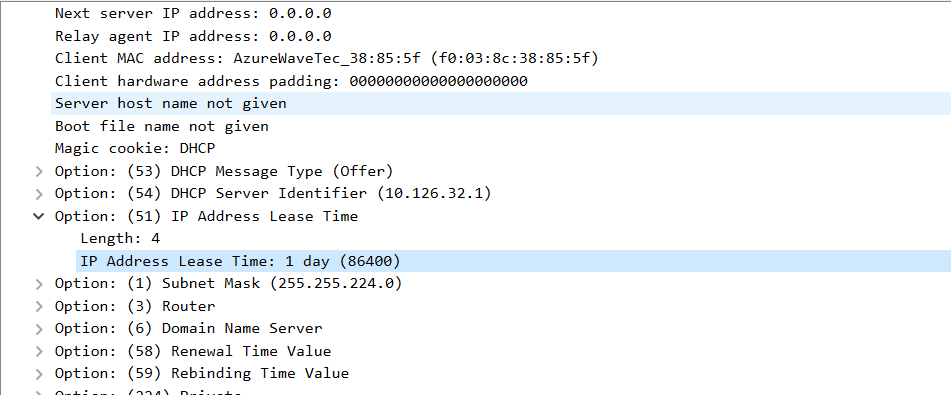 Next server IP address: 0.0.0.0
Relay agent IP address: 0.0.0.0
Client MAC address: AzureWaveTec_38:85:5f (f0:03:8c:38:85:5f)
Client hardware address padding: 00000000000000000000
Server host name not given
Boot file name not given
Magic cookie: DHCP
Option: (53) DHCP Message Type (Offer)
Option: (54) DHCP Server Identifier (10.126.32.1)
Option: (51) IP Address Lease Time
Length: 4
IP Address Lease Time: 1 day (86400)
Option: (1) Subnet Mask (255.255.224.0)
Option: (3) Router
Option: (6) Domain Name Server
Option: (58) Renewal Time Value
Option: (59) Rebinding Time Value
Option: (224) Private